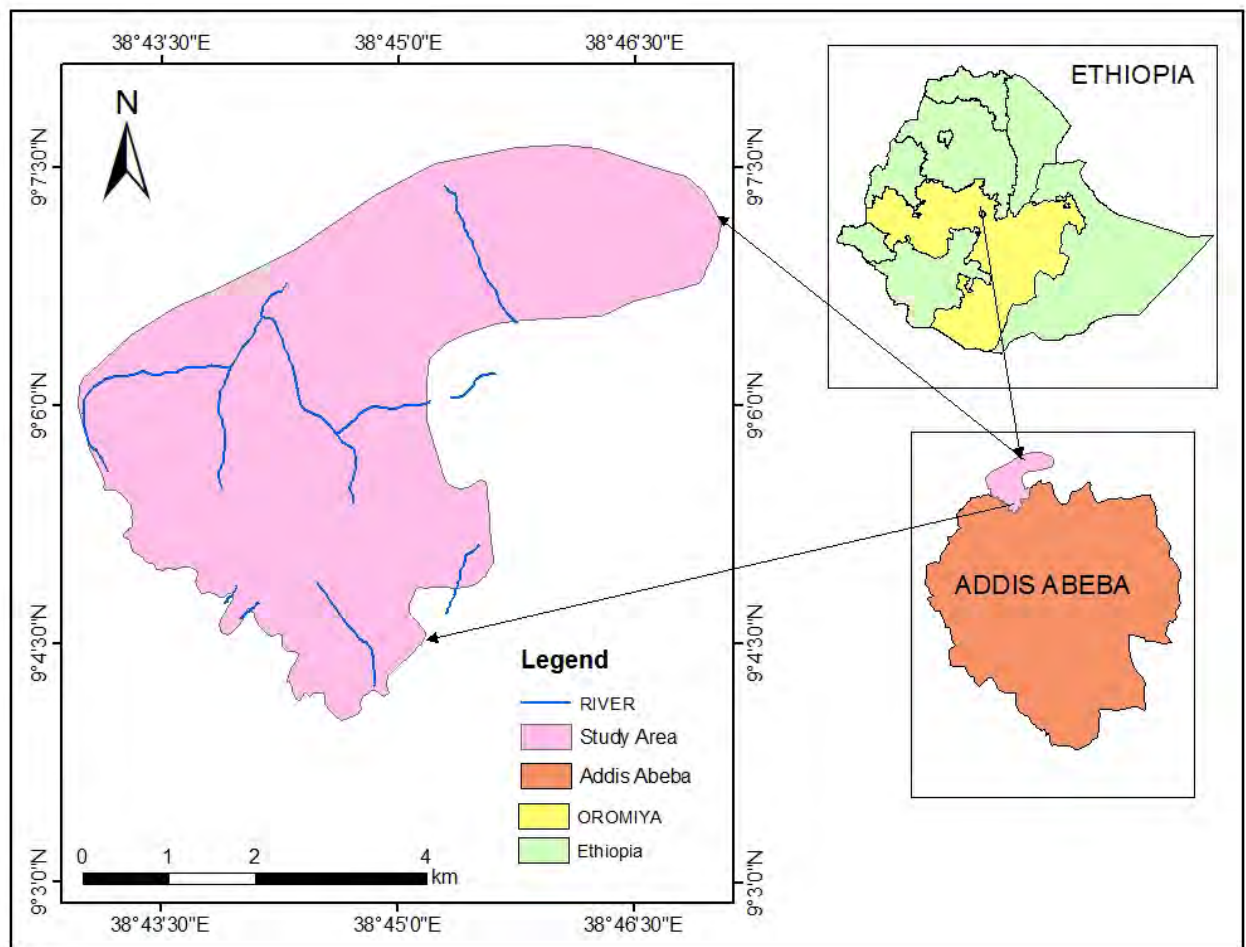 38°43'30"E
38°45'0"E
38°46'30"E
N
9°7'30"N
9°6'0"N
9°4'30"N
9°3'0"N
9°7'30"N
9°6'0"N
9°4'30"N
9°3'0"N
Legend
RIVER
Study Area
Addis Abeba
OROMIYA
Ethiopia
0 1 2 4
km
38°43'30"E
38°45'0"E
38°46'30"E
ETHIOPIA
ADDIS ABEBA